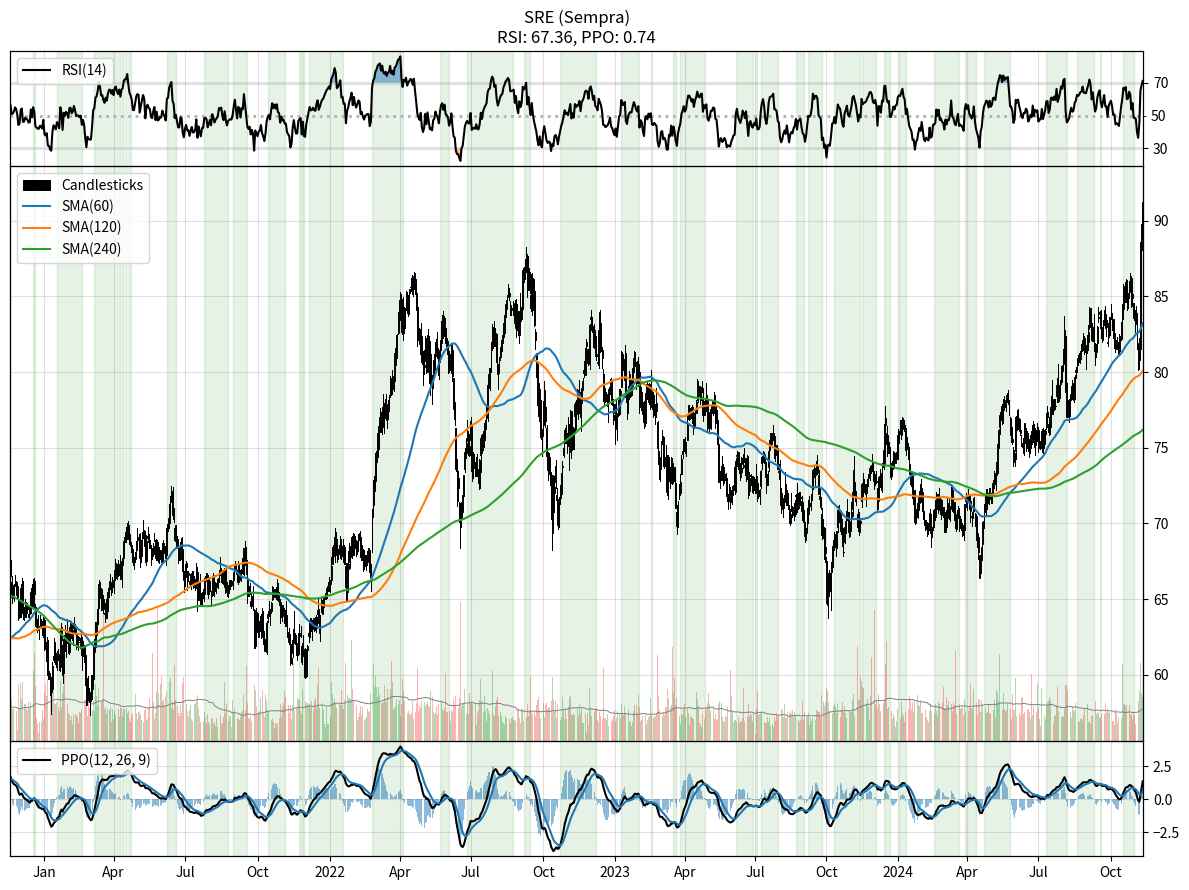 SRE (Sempra)
RSI: 67.36, PPO: 0.74
RSI(14)
70
50
30
Candlesticks
SMA(60)
SMA(120)
SMA(240)
90
85
80
75
70
65
60
PPO(12, 26, 9)
2.5
0.0
−2.5
Jan Apr Jul Oct 2022 Apr Jul Oct 2023 Apr Jul Oct 2024 Apr Jul Oct